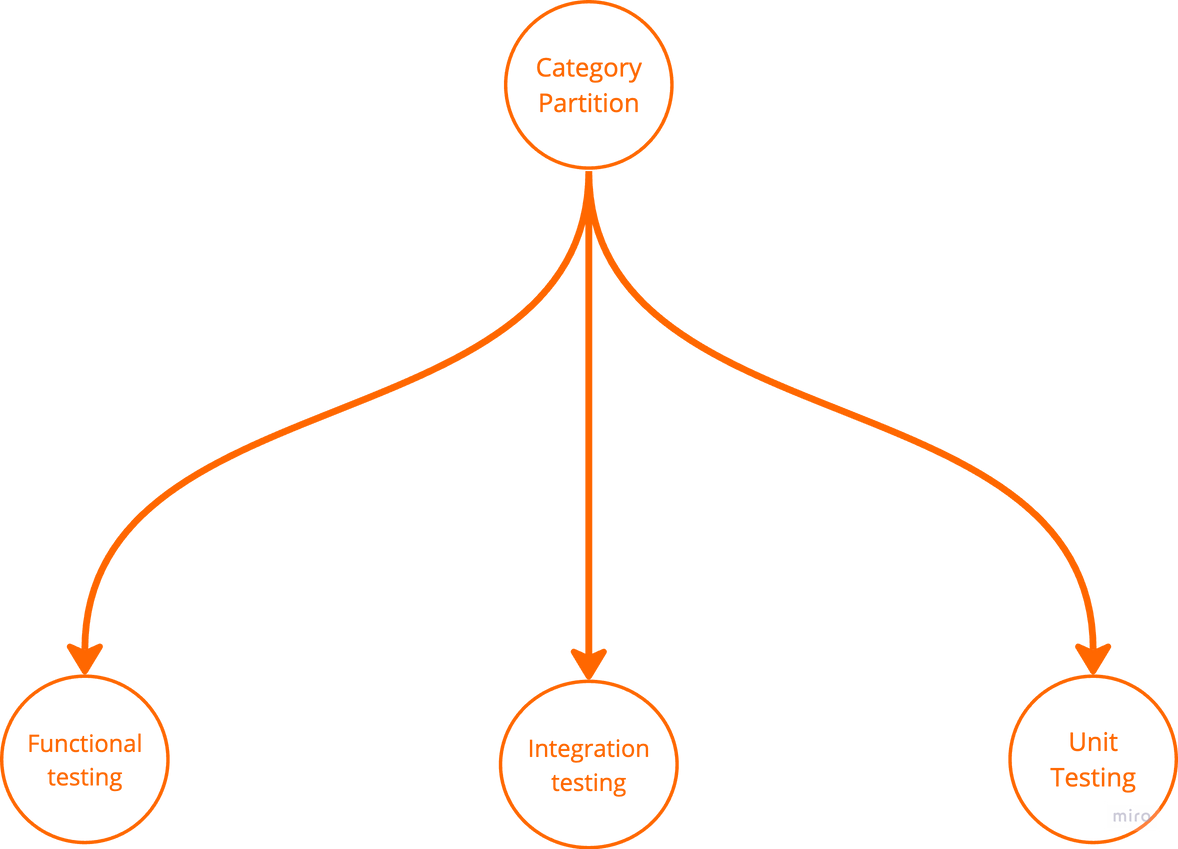 Category
Partition
Functional
testing
Integration
testing
Unit
Testing
miro